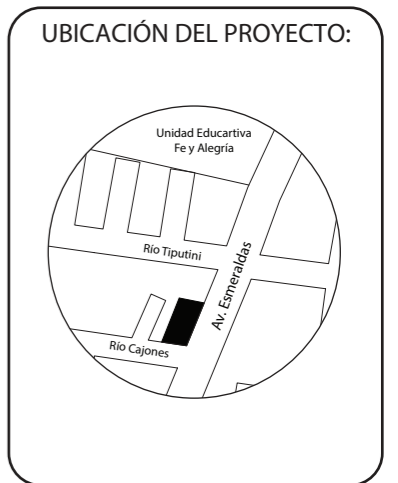 UBICACIÓN DEL PROYECTO:
Unidad Educartiva
Fe y Alegría
Río Tiputini
Av. Esmeraldas
Río Cajones